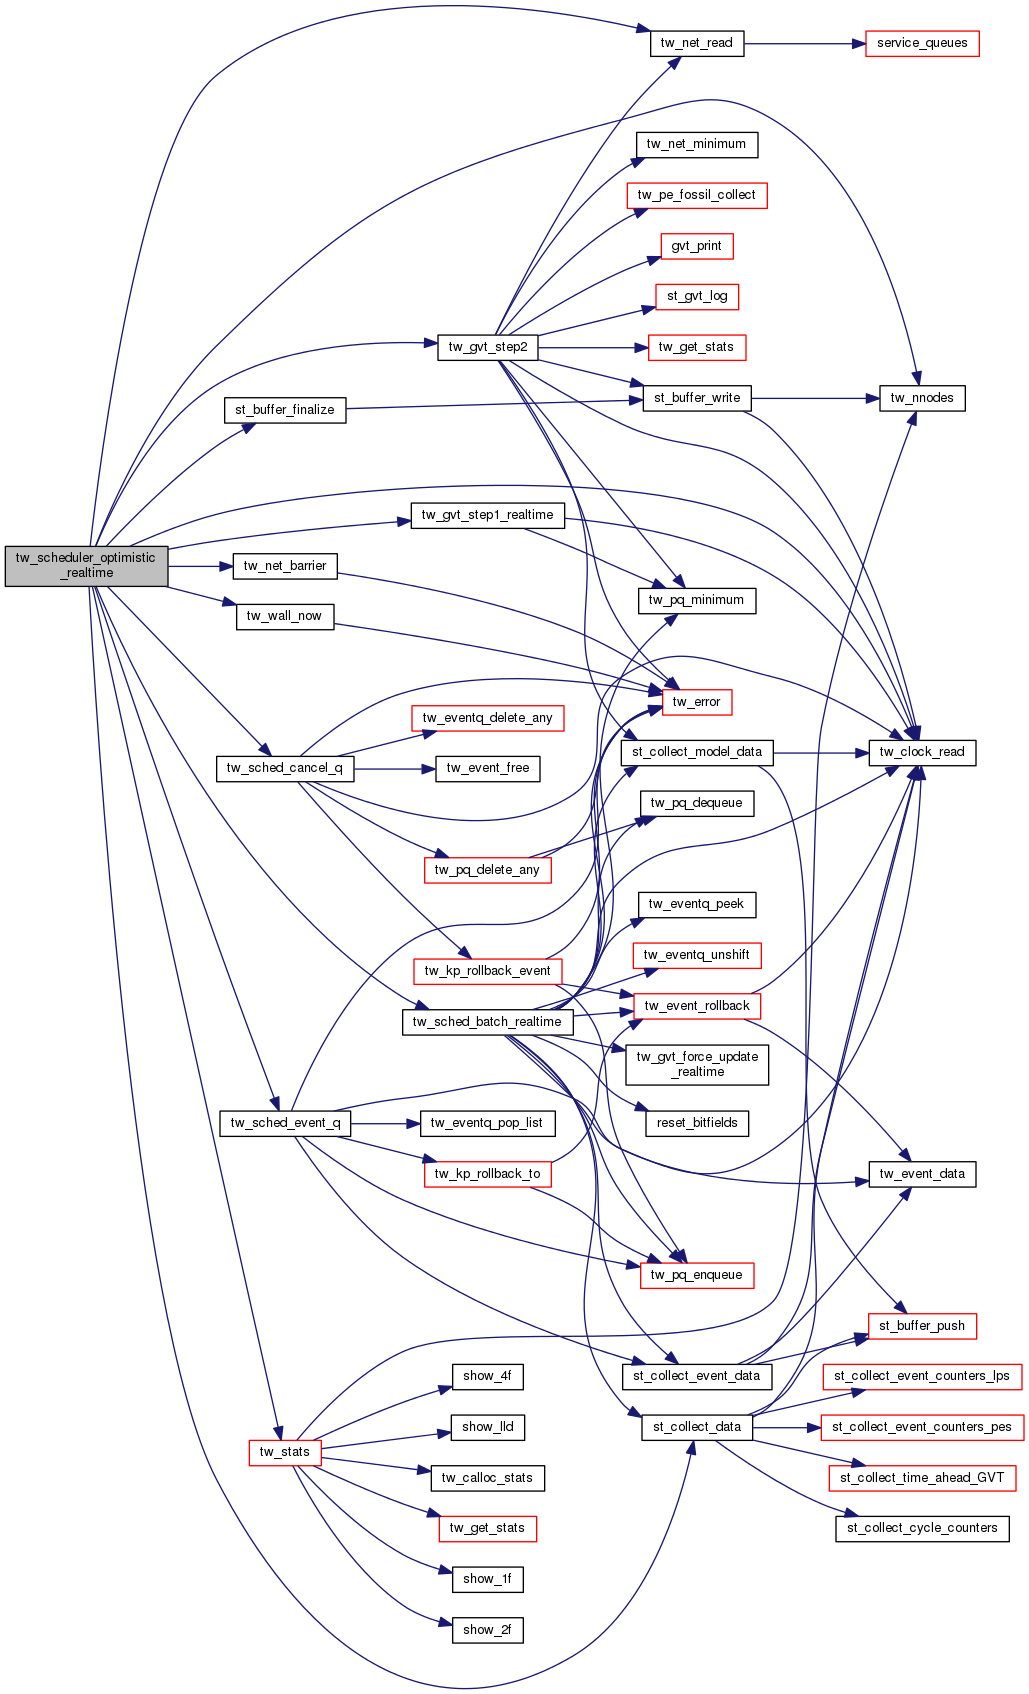 tw_net_read
service_queues
tw_net_minimum
tw_pe_fossil_collect
gvt_print
st_gvt_log
tw_gvt_step2
tw_get_stats
st_buffer_write
tw_nnodes
st_buffer_finalize
tw_gvt_step1_realtime
tw_scheduler_optimistic
_realtime
tw_net_barrier
tw_pq_minimum
tw_wall_now
tw_error
tw_eventq_delete_any
st_collect_model_data
tw_clock_read
tw_sched_cancel_q
tw_event_free
tw_pq_dequeue
tw_pq_delete_any
tw_eventq_peek
tw_eventq_unshift
tw_kp_rollback_event
tw_event_rollback
tw_sched_batch_realtime
tw_gvt_force_update
_realtime
tw_sched_event_q
tw_eventq_pop_list
reset_bitfields
tw_kp_rollback_to
tw_event_data
tw_pq_enqueue
st_buffer_push
show_4f
st_collect_event_data
st_collect_event_counters_lps
show_lld
st_collect_data
st_collect_event_counters_pes
tw_stats
tw_calloc_stats
st_collect_time_ahead_GVT
tw_get_stats
st_collect_cycle_counters
show_1f
show_2f